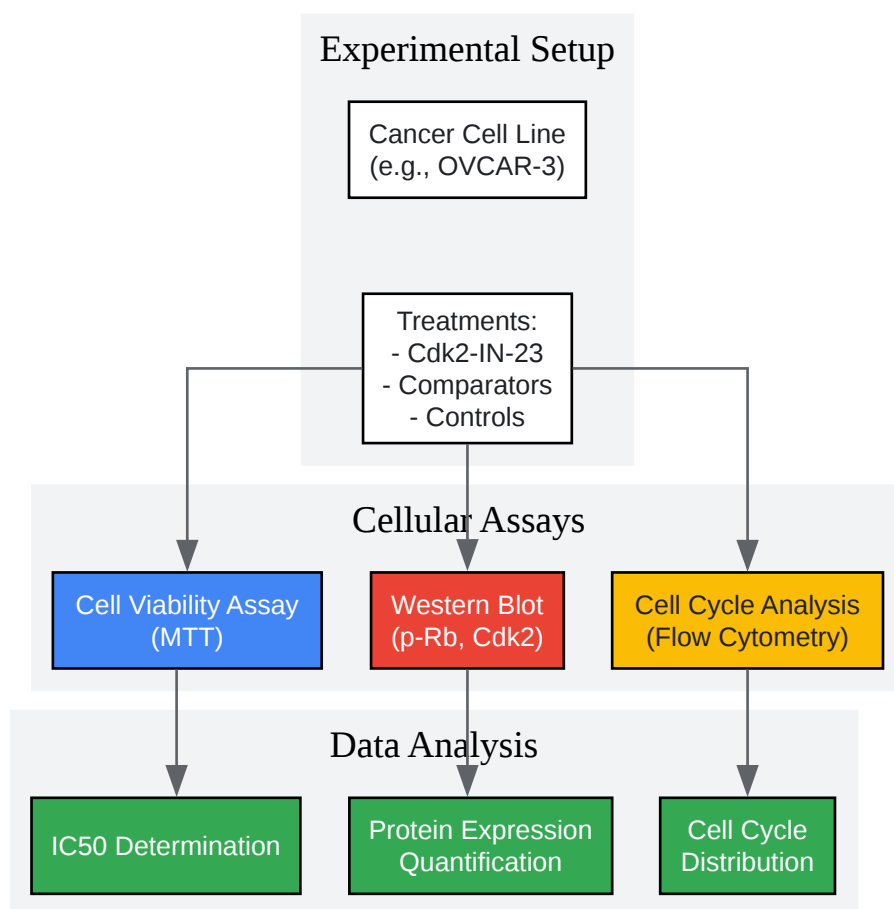 Experimental Setup
Cancer Cell Line
(e.g., OVCAR-3)
Treatments:
- Cdk2-IN-23
- Comparators
- Controls
Cellular Assays
Cell Viability Assay
(MTT)
Western Blot
(p-Rb, Cdk2)
Cell Cycle Analysis
(Flow Cytometry)
Data Analysis
IC50 Determination
Protein Expression
Quantification
Cell Cycle
Distribution